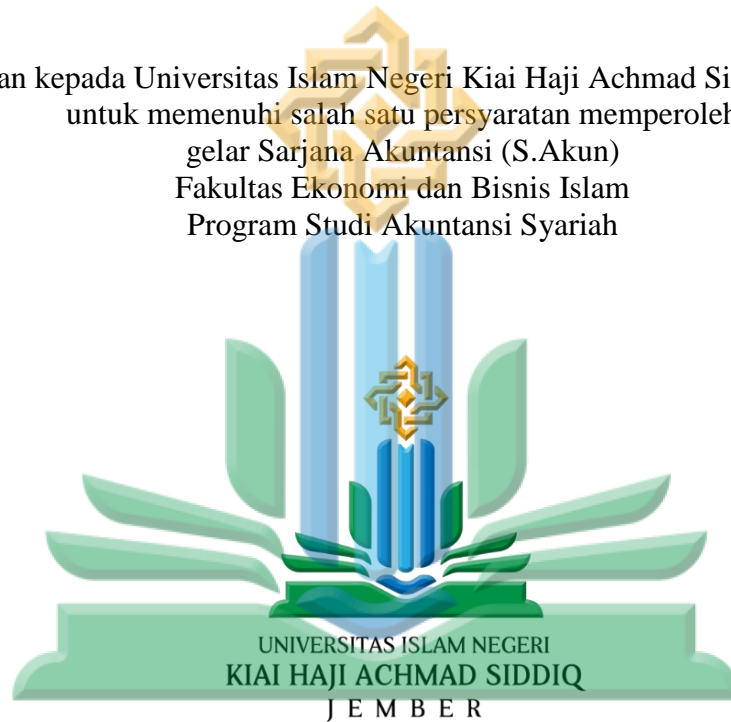 an kepada Universitas Islam Negeri Kiai Haji Achmad Si
untuk memenuhi salah satu persyaratan memperoleh
gelar Sarjana Akuntansi (S.Akun)
Fakultas Ekonomi dan Bisnis Islam
Program Studi Akuntansi Syariah
UNIVERSITAS ISLAM NEGERI
KIAI HAJI ACHMAD SIDDIQ
JEMBER